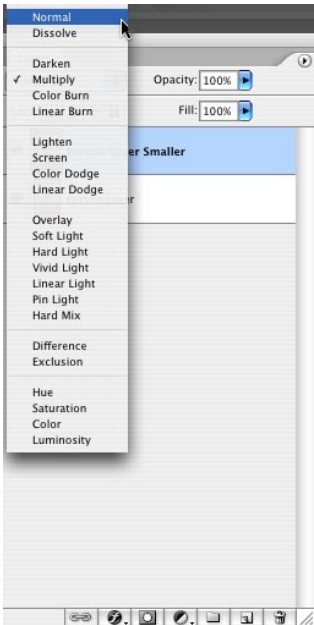 Normal
Dissolve
Darken
Multiply
Color Burn
Linear Burn
Lighten
Screen
Color Dodge
Linear Dodge
Overlay
Soft Light
Hard Light
Vivid Light
Linear Light
Pin Light
Hard Mix
Difference
Exclusion
Hue
Saturation
Color
Luminosity
Opacity: 100%
Fill: 100%
Smaller